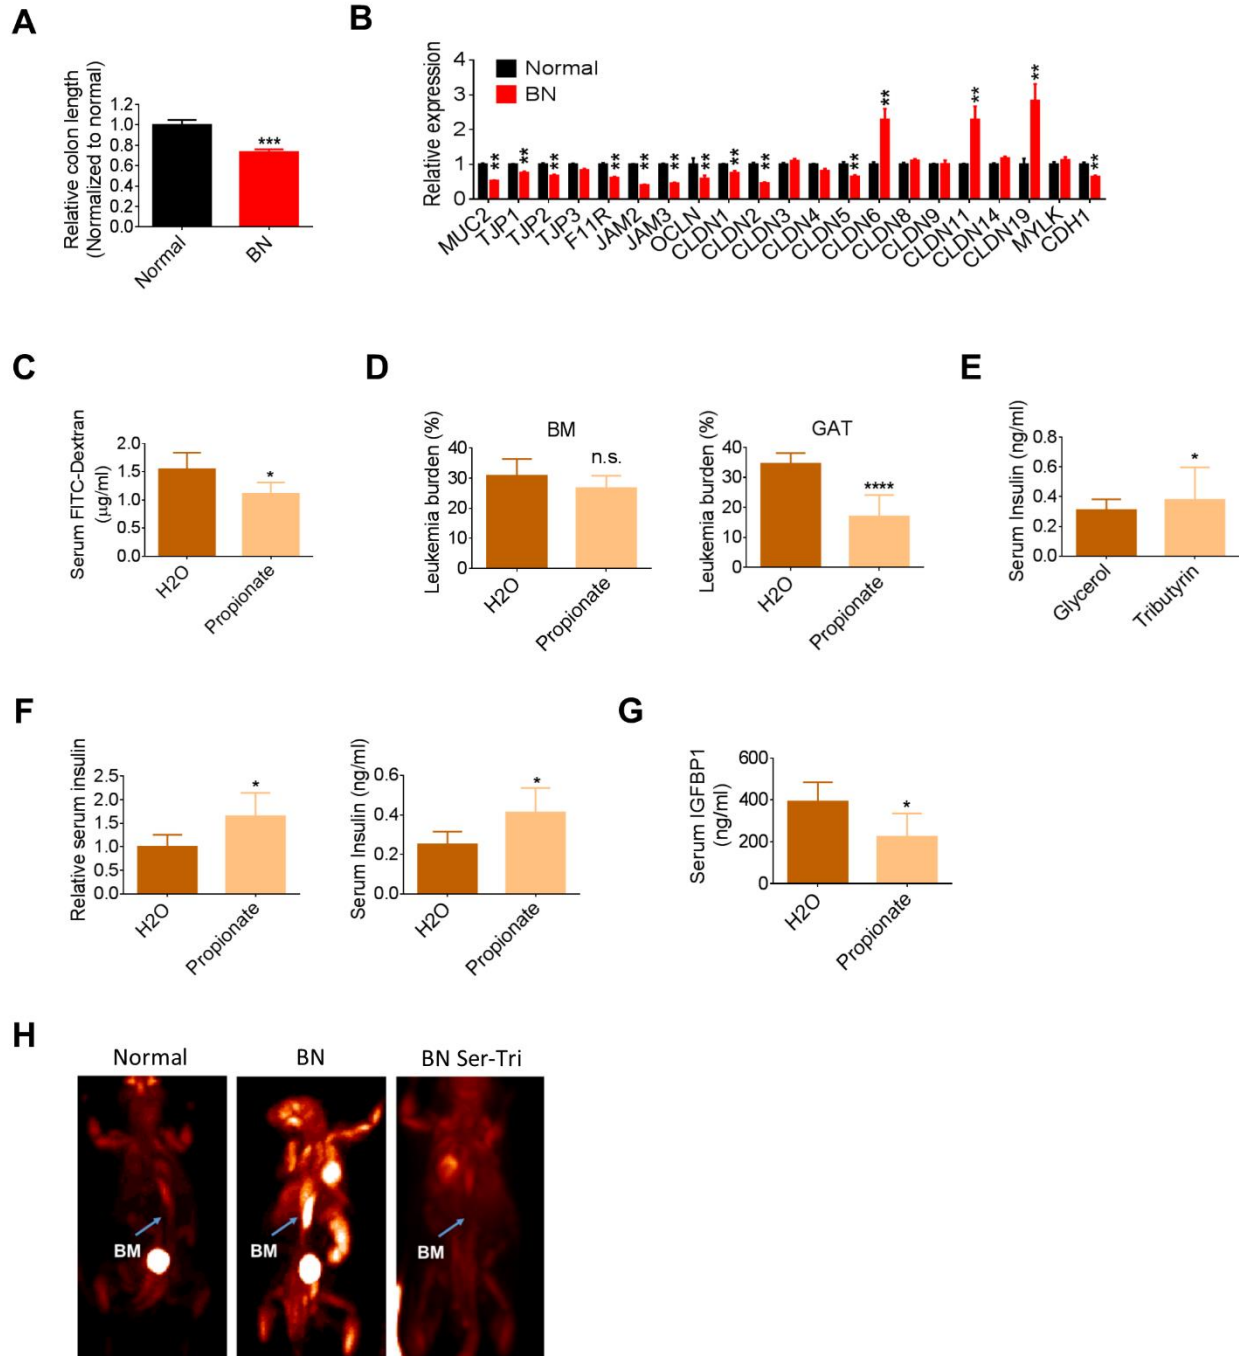 A
Relative colon length
(Normalized to normal)
1.2
1.0
0.8
0.6
0.4
0.2
0.0
***
Normal
BN
B
Relative expression
4
3
2
1
0
Normal
BN
**
**
**
**
**
**
**
**
**
**
**
**
**
**
MUC2
TJP1
TJP2
TJP3
F11R
JAM2
JAM3
OCLN
CLDN1
CLDN2
CLDN3
CLDN4
CLDN5
CLDN6
CLDN8
CLDN9
CLDN11
CLDN14
CLDN19
MYLK
CDH1
C
Serum FITC-Dextran
(µg/ml)
2.0
1.5
1.0
0.5
0.0
*
H2O
Propionate
D
Leukemia burden (%)
40
30
20
10
0
BM
n.s.
H2O
Propionate
Leukemia burden (%)
40
30
20
10
0
GAT
****
H2O
Propionate
E
Serum Insulin (ng/ml)
0.8
0.6
0.4
0.2
0.0
*
Glycerol
Tributyrin
F
Relative serum insulin
2.5
2.0
1.5
1.0
0.5
0.0
*
H2O
Propionate
Serum Insulin (ng/ml)
0.6
0.4
0.2
0.0
*
H2O
Propionate
G
Serum IGFBP1
(ng/ml)
600
400
200
0
*
H2O
Propionate
H
Normal
BN
BN Ser-Tri
BM
BM
BM